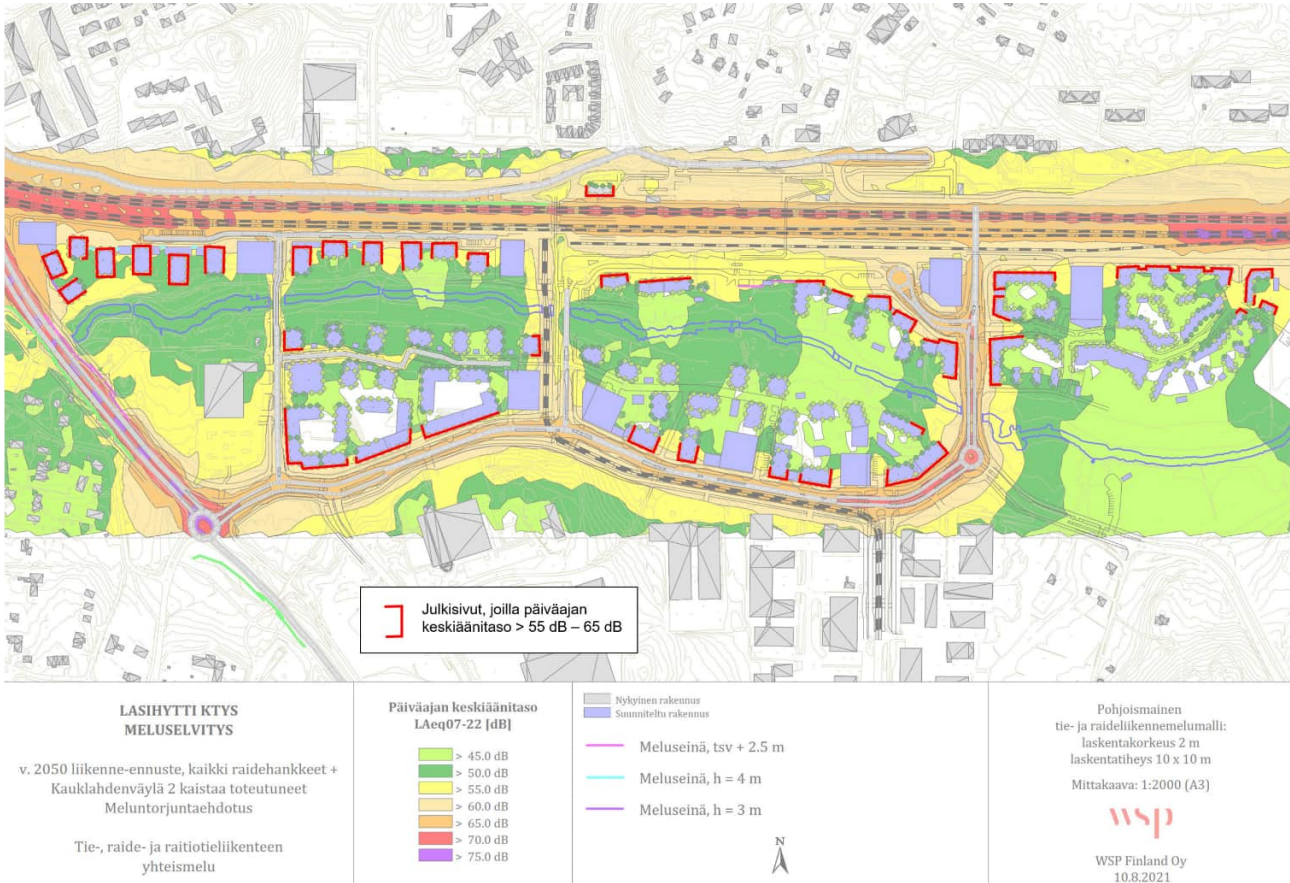 Julkisivut, joilla päiväajan
keskiäänitaso > 55 dB – 65 dB
LASIHYTTI KTYS
MELUSELVITYS
v. 2050 liikenne-ennuste, kaikki raidehankkeet +
Kauklahdenväylä 2 kaistaa toteutuneet
Meluntorjuntaehdotus
Tie-, raide- ja raitiotieliikenteen
yhteismelu
Päiväajan keskiäänitaso
LAeq07-22 [dB]
> 45.0 dB
> 50.0 dB
> 55.0 dB
> 60.0 dB
> 65.0 dB
> 70.0 dB
> 75.0 dB
Nykyinen rakennus
Suunniteltu rakennus
Meluseinä, tsv + 2.5 m
Meluseinä, h = 4 m
Meluseinä, h = 3 m
N
Pohjoismainen
tie- ja raideliikennemelumalli:
laskentakorkeus 2 m
laskentatiheys 10 x 10 m
Mittakaava: 1:2000 (A3)
wsp
WSP Finland Oy
10.8.2021